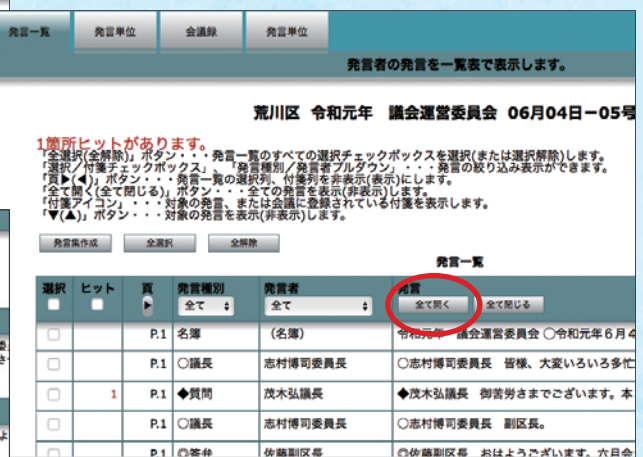 発言一覧 発言単位 会議録 発言単位
発言者の発言を一覧表で表示します。
荒川区 令和元年 議会運営委員会 06月04日－05号
1箇所ヒットがあります。
「全選択(全解除)」ボタン・・・発言一覧のすべての選択チェックボックスを選択(または選択解除)します。
「選択／付箋チェックボックス」、「発言種別／発言者プルダウン」・・・発言の絞り込み表示ができます。
「頁▶(◀)」ボタン・・・発言一覧の選択列、付箋列を非表示(表示)にします。
「全て開く(全て閉じる)」ボタン・・・全ての発言を表示(非表示)します。
「付箋アイコン」・・・対象の発言、または会議に登録されている付箋を表示します。
「▼(▲)」ボタン・・・対象の発言を表示(非表示)します。
発言集作成 全選択 全解除
発言一覧
選択 ヒット 頁 発言種別 発言者 発言
▶ 全て 全て 全て開く 全て閉じる
P.1 名簿 （名簿） 令和元年 議会運営委員会 ○令和元年６月４
P.1 ○議長 志村博司委員長 ○志村博司委員長 皆様、大変いろいろ多忙
1 P.1 ◆質問 茂木弘議長 ◆茂木弘議長 御苦労さまでございます。本
P.1 ○議長 志村博司委員長 ○志村博司委員長 副区長。
P.1 ◎答弁 佐藤副区長 ◎佐藤副区長 おはようございます。六月会